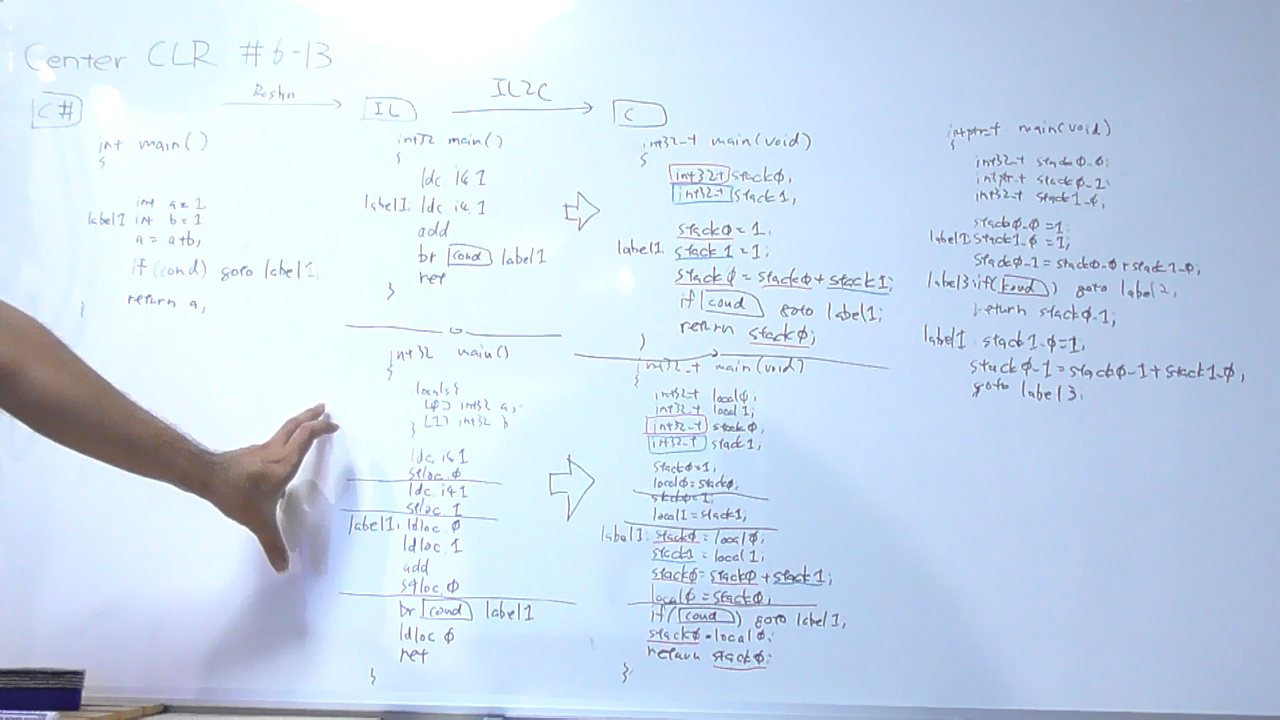 Center CLR #6-13
C#
Roslyn
IL
IL2C
C
int main()
{
int a = 1
label1 int b = 1
a = a+b;
if (cond) goto label1;
return a;
}
int32 main()
{
ldc.i4 1
label1: ldc.i4 1
add
br cond label1
ret
}
int32 main()
{
locals{
[0] int32 a,
[1] int32 b
}
ldc.i4 1
stloc.0
ldc.i4 1
stloc.1
label1: ldloc.0
ldloc.1
add
stloc.0
br cond label1
ldloc 0
ret
}
int32_t main(void)
{
int32_t stack0;
int32_t stack1;
stack0 = 1;
label1: stack1 = 1;
stack0 = stack0 + stack1;
if (cond) goto label1;
return stack0;
}
int32_t main(void)
{
int32_t local0;
int32_t local1;
int32_t stack0;
int32_t stack1;
stack0=1;
local0=stack0;
stack0=1;
local1=stack1;
label1: stack0 = local0;
stack1 = local1;
stack0=stack0+stack1;
local0=stack0;
if (cond) goto label1;
stack0=local0;
return stack0;
}
intptr_t main(void)
{
int32_t stack0_0;
intptr_t stack0_1;
int32_t stack1_0;
stack0_0=1;
label1: stack1_0=1;
stack0_1=stack0_0+stack1_0;
label3: if(cond) goto label2;
return stack0_1;
label1 stack1_0=1;
stack0_1=stack0_1+stack1_0;
goto label3;